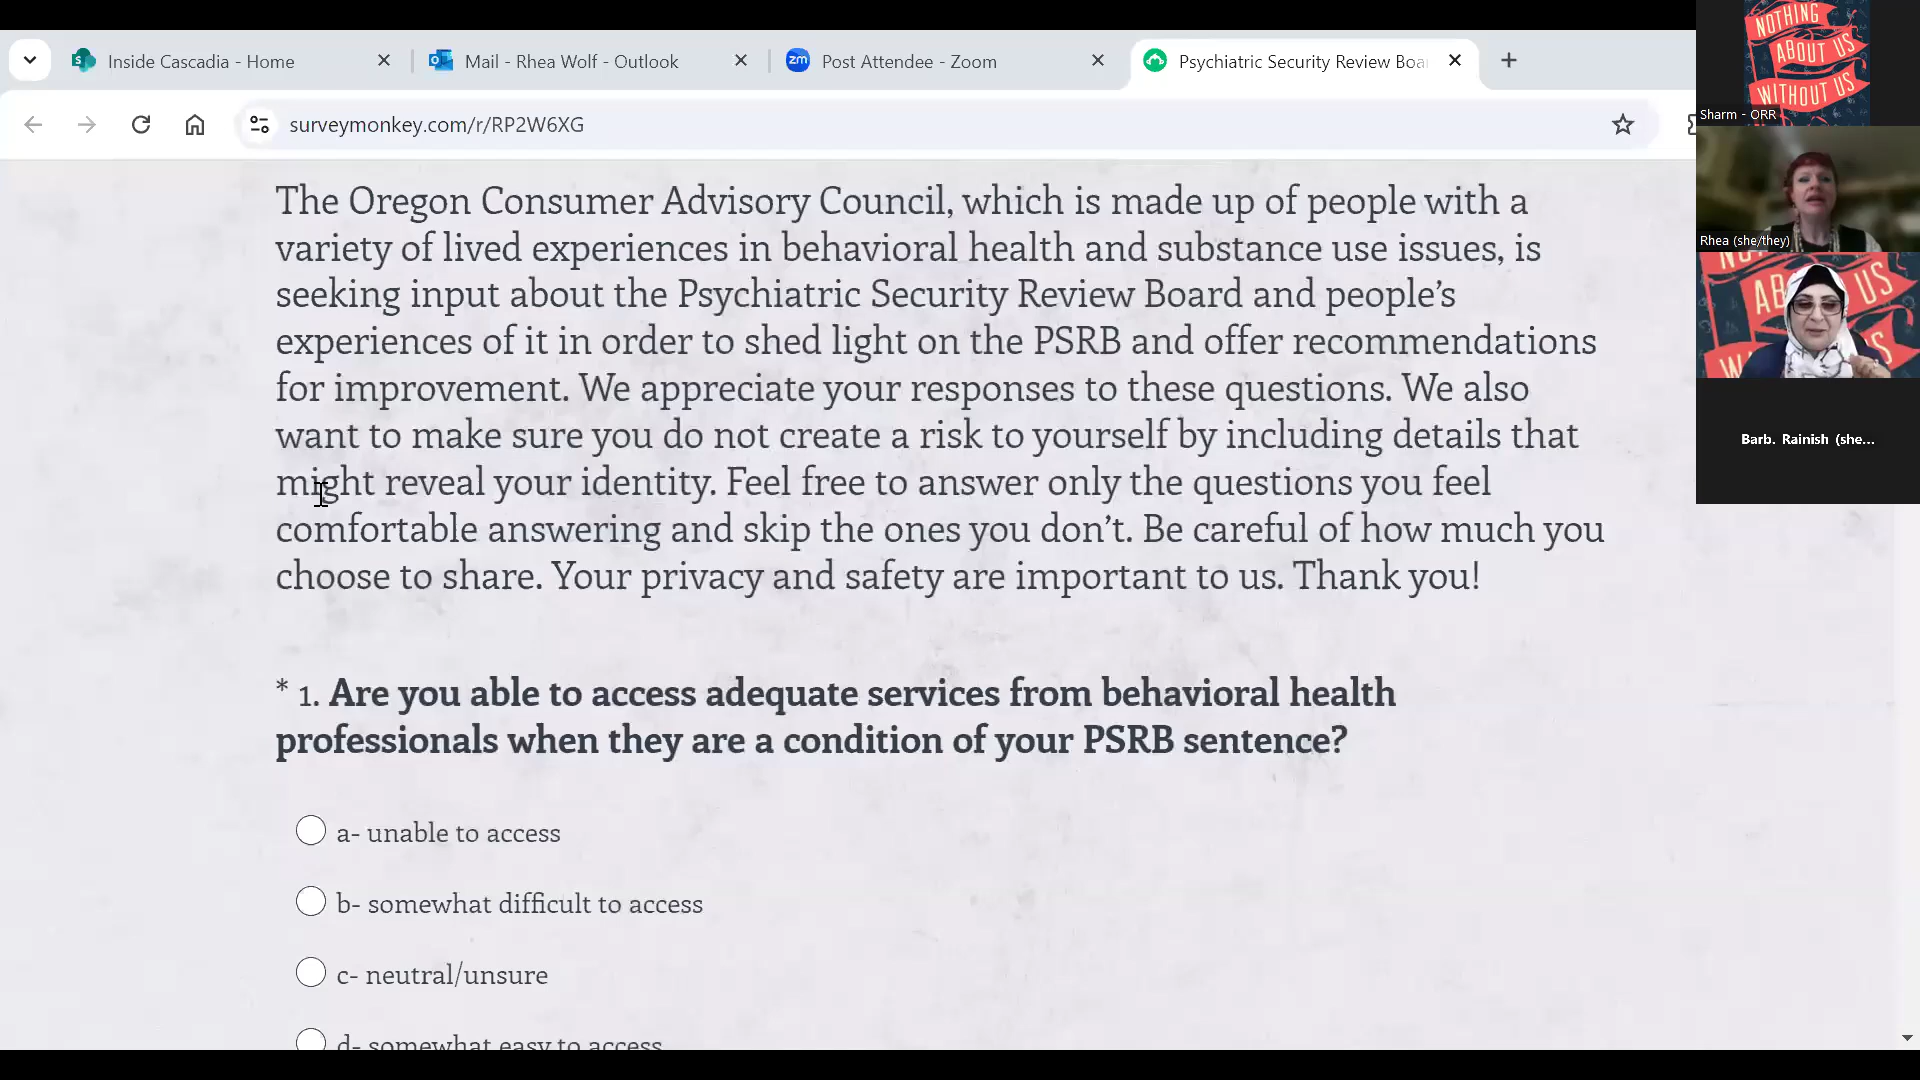 Inside Cascadia - Home
Mail - Rhea Wolf - Outlook
zm Post Attendee - Zoom
Psychiatric Security Review Boar
surveymonkey.com/r/RP2W6XG
The Oregon Consumer Advisory Council, which is made up of people with a
variety of lived experiences in behavioral health and substance use issues, is
seeking input about the Psychiatric Security Review Board and people’s
experiences of it in order to shed light on the PSRB and offer recommendations
for improvement. We appreciate your responses to these questions. We also
want to make sure you do not create a risk to yourself by including details that
might reveal your identity. Feel free to answer only the questions you feel
comfortable answering and skip the ones you don’t. Be careful of how much you
choose to share. Your privacy and safety are important to us. Thank you!
* 1. Are you able to access adequate services from behavioral health
professionals when they are a condition of your PSRB sentence?
a- unable to access
b- somewhat difficult to access
c- neutral/unsure
d- somewhat easy to access
NOTHING
ABOUT US
WITHOUT US
Sharm - ORR
Rhea (she/they)
AB
US
Barb. Rainish (she...